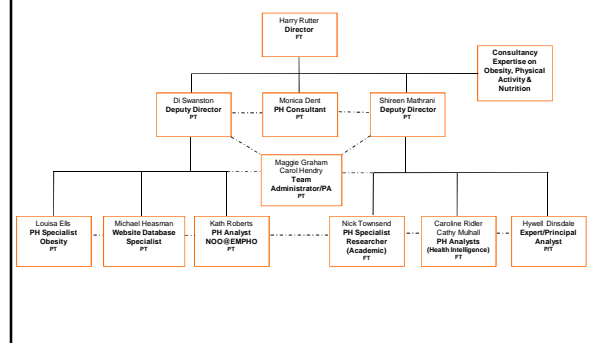 Harry Rutter
Director
FT
Consultancy
Expertise on
Obesity, Physical
Activity &
Nutrition
Di Swanston
Deputy Director
PT
Monica Dent
PH Consultant
PT
Shireen Mathrani
Deputy Director
PT
Maggie Graham
Carol Hendry
Team
Administrator/PA
PT
Louisa Ells
PH Specialist
Obesity
PT
Michael Heasman
Website Database
Specialist
PT
Kath Roberts
PH Analyst
NOO@EMPHO
PT
Nick Townsend
PH Specialist
Researcher
(Academic)
FT
Caroline Ridler
Cathy Mulhall
PH Analysts
(Health Intelligence)
FT
Hywell Dinsdale
Expert/Principal
Analyst
P/T